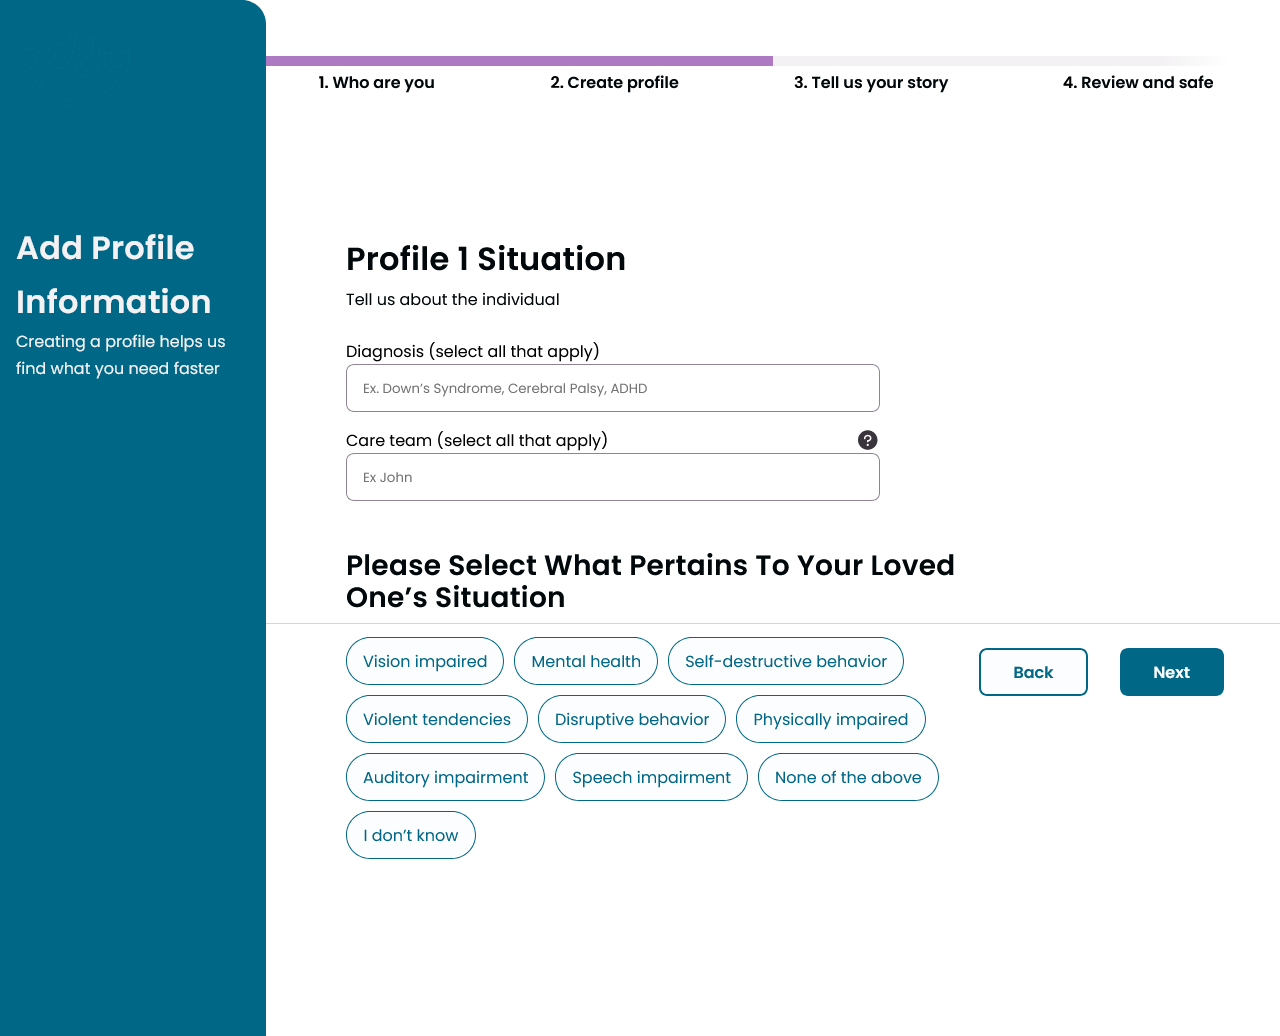 1. Who are you
2. Create profile
3. Tell us your story
4. Review and safe
Add Profile
Information
Creating a profile helps us
find what you need faster
Profile 1 Situation
Tell us about the individual
Diagnosis (select all that apply)
Ex. Down’s Syndrome, Cerebral Palsy, ADHD
Care team (select all that apply)
?
Ex John
Please Select What Pertains To Your Loved
One’s Situation
Vision impaired
Mental health
Self-destructive behavior
Back
Next
Violent tendencies
Disruptive behavior
Physically impaired
Auditory impairment
Speech impairment
None of the above
I don’t know